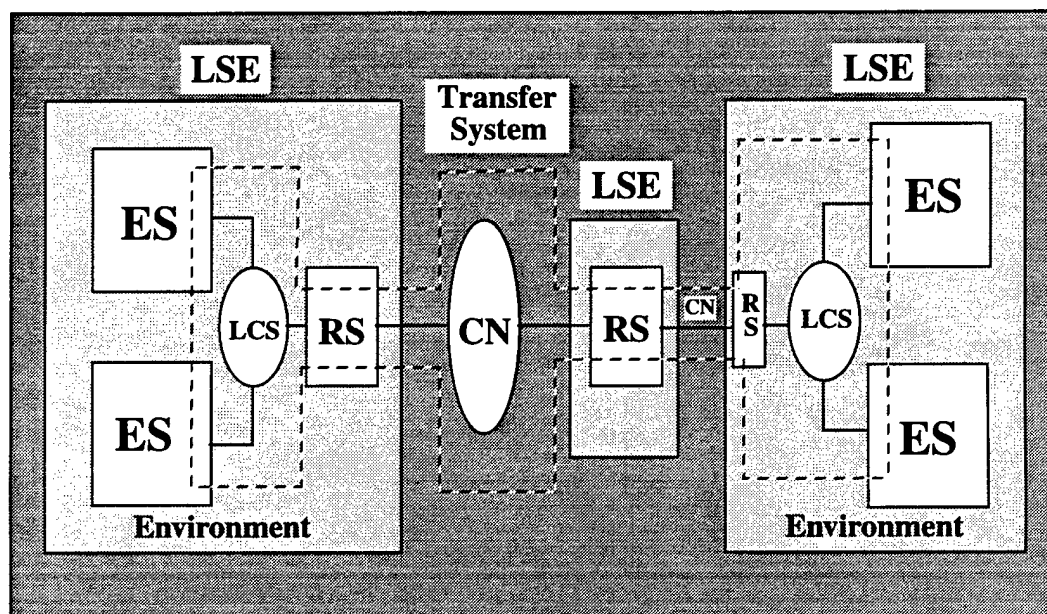 LSE
LSE
Transfer
System
LSE
ES
ES
LCS
RS
CN
RS
CN
R
S
LCS
ES
ES
Environment
Environment